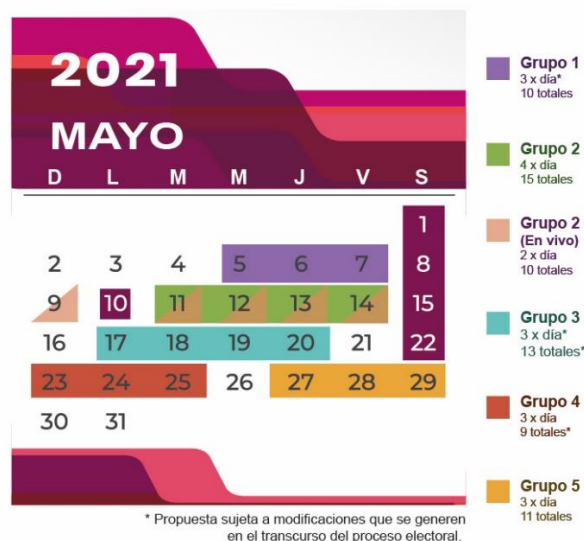 2021
MAYO
D L M M J V S
1
2 3 4 5 6 7 8
9 10 11 12 13 14 15
16 17 18 19 20 21 22
23 24 25 26 27 28 29
30 31
* Propuesta sujeta a modificaciones que se generen
en el transcurso del proceso electoral.
Grupo 1
3 x día*
10 totales
Grupo 2
4 x día
15 totales
Grupo 2
(En vivo)
2 x día
10 totales
Grupo 3
3 x día*
13 totales*
Grupo 4
3 x día
9 totales*
Grupo 5
3 x día
11 totales